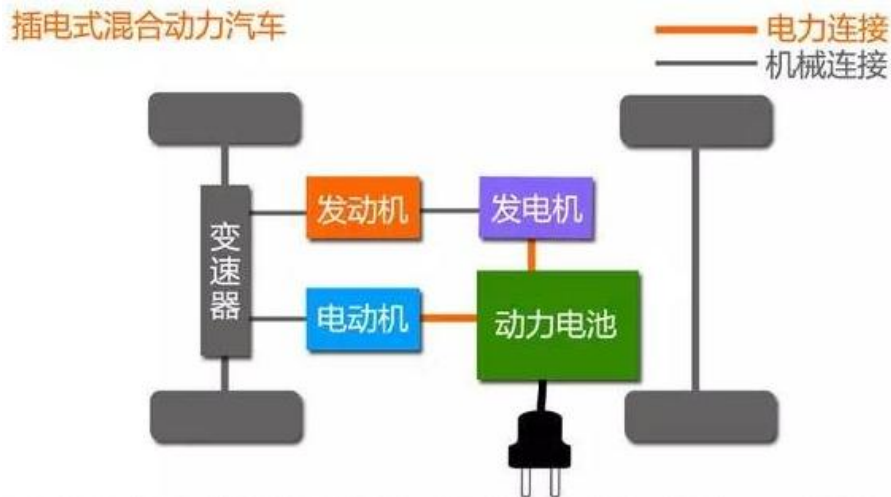 插电式混合动力汽车
电力连接
机械连接
发动机
发电机
变速器
电动机
动力电池